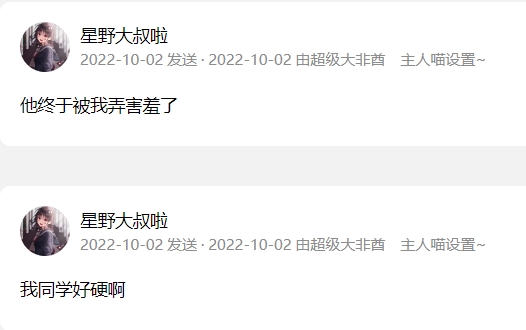 星野大叔啦
2022-10-02 发送 · 2022-10-02 由超级大非酋 主人喵设置~
他终于被我弄害羞了
星野大叔啦
2022-10-02 发送 · 2022-10-02 由超级大非酋 主人喵设置~
我同学好硬啊